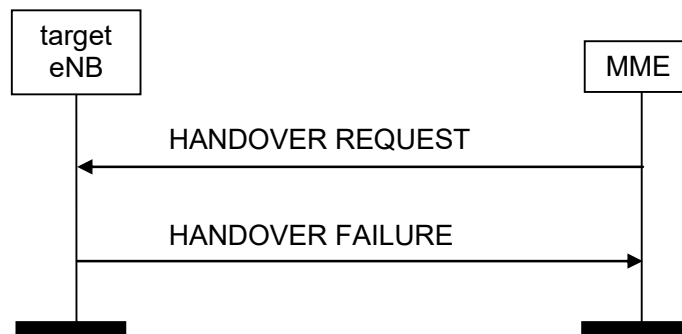 target
eNB
MME
HANDOVER REQUEST
HANDOVER FAILURE